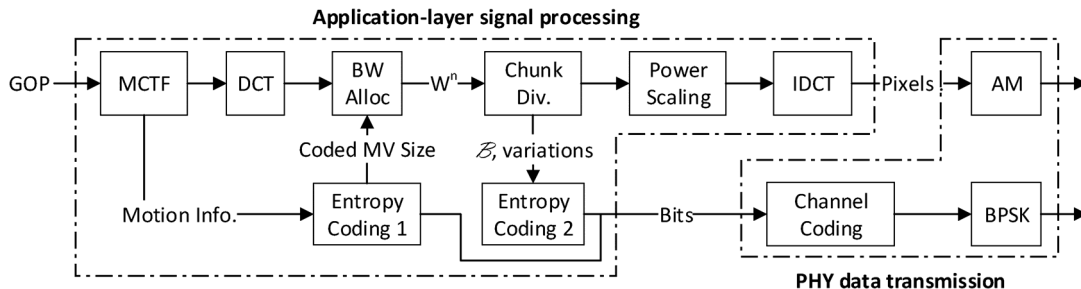 Application-layer signal processing
GOP
MCTF
DCT
BW
Alloc
Wⁿ
Chunk
Div.
Power
Scaling
IDCT
Pixels
AM
Coded MV Size
ℬ, variations
Motion Info.
Entropy
Coding 1
Entropy
Coding 2
Bits
Channel
Coding
BPSK
PHY data transmission